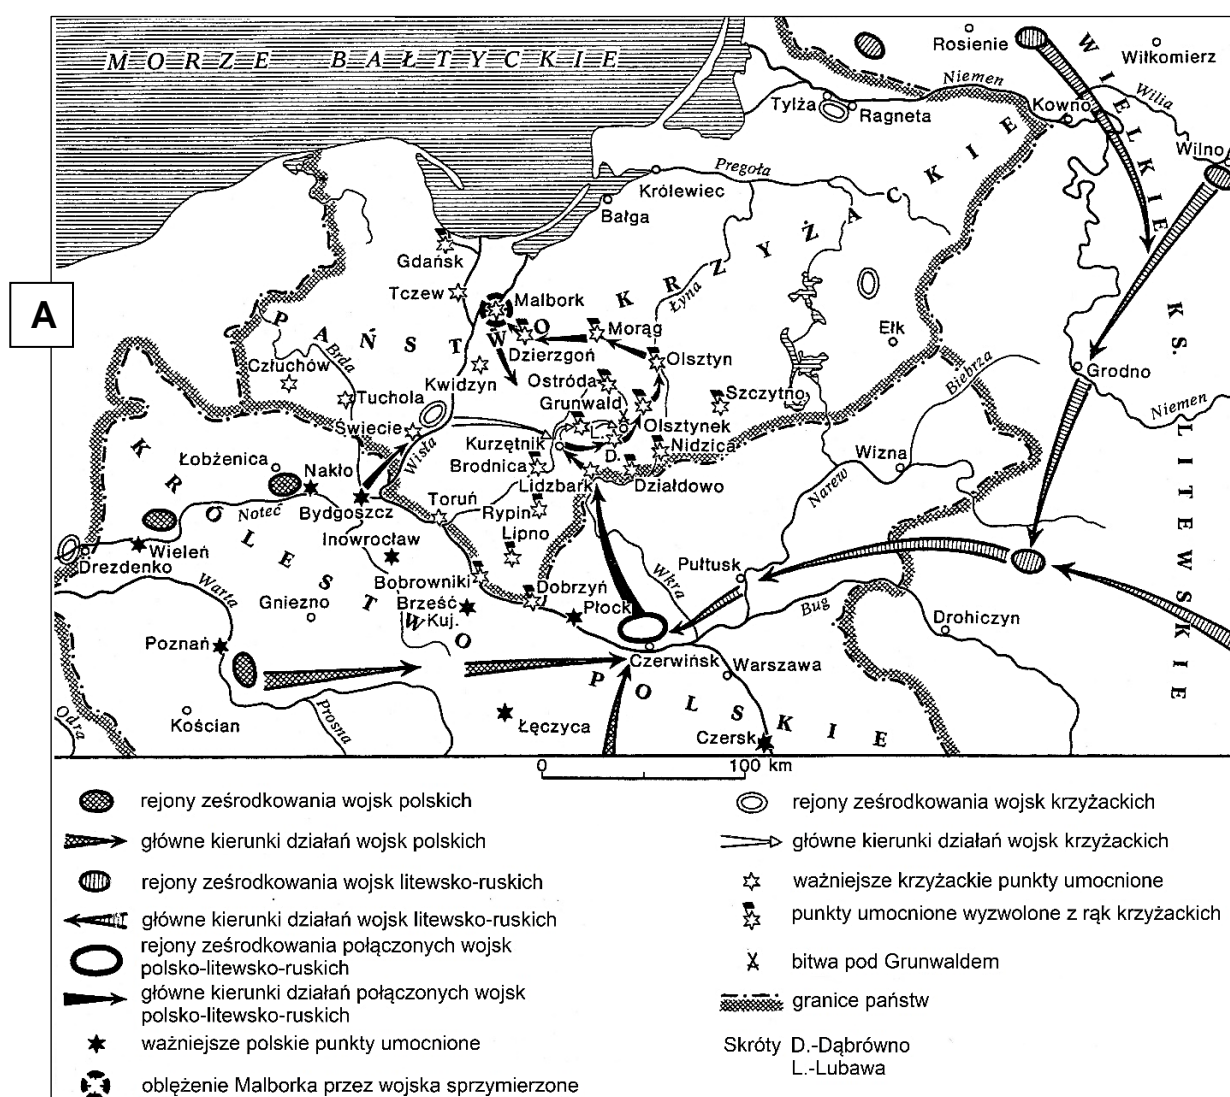 MORZE BAŁTYCKIE
A
Rosienie
Wiłkomierz
Niemen
Wilia
Tylża
Ragneta
Kowno
Wilno
WIELKIE
Pregoła
Królewiec
Bałga
Gdańsk
Tczew
Malbork
KRZYŻACKIE
Łyna
PAŃSTWO
Morąg
Dzierzgoń
Olsztyn
Ełk
KS.
Grodno
Człuchów
Brda
Kwidzyn
Ostróda
Szczytno
Biebrza
Tuchola
Grunwald
Olsztynek
Niemen
Świecie
Wisła
Kurzętnik
L.
D.
Nidzica
LITEWSKIE
KRÓLESTWO
Łobżenica
Nakło
Brodnica
Wizna
Lidzbark
Działdowo
Narew
Noteć
Bydgoszcz
Toruń
Rypin
Wieleń
Inowrocław
Lipno
Drezdenko
Pułtusk
Wkra
Warta
Gniezno
Bobrowniki
Dobrzyń
Brześć
Kuj.
Płock
Bug
Drohiczyn
Poznań
Czerwińsk
Warszawa
POLSKIE
Kościan
Prosna
Odra
Łęczyca
Czersk
0 100 km
rejony ześrodkowania wojsk polskich
główne kierunki działań wojsk polskich
rejony ześrodkowania wojsk litewsko-ruskich
główne kierunki działań wojsk litewsko-ruskich
rejony ześrodkowania połączonych wojsk
polsko-litewsko-ruskich
główne kierunki działań połączonych wojsk
polsko-litewsko-ruskich
ważniejsze polskie punkty umocnione
oblężenie Malborka przez wojska sprzymierzone
rejony ześrodkowania wojsk krzyżackich
główne kierunki działań wojsk krzyżackich
ważniejsze krzyżackie punkty umocnione
punkty umocnione wyzwolone z rąk krzyżackich
bitwa pod Grunwaldem
granice państw
Skróty D.-Dąbrówno
L.-Lubawa